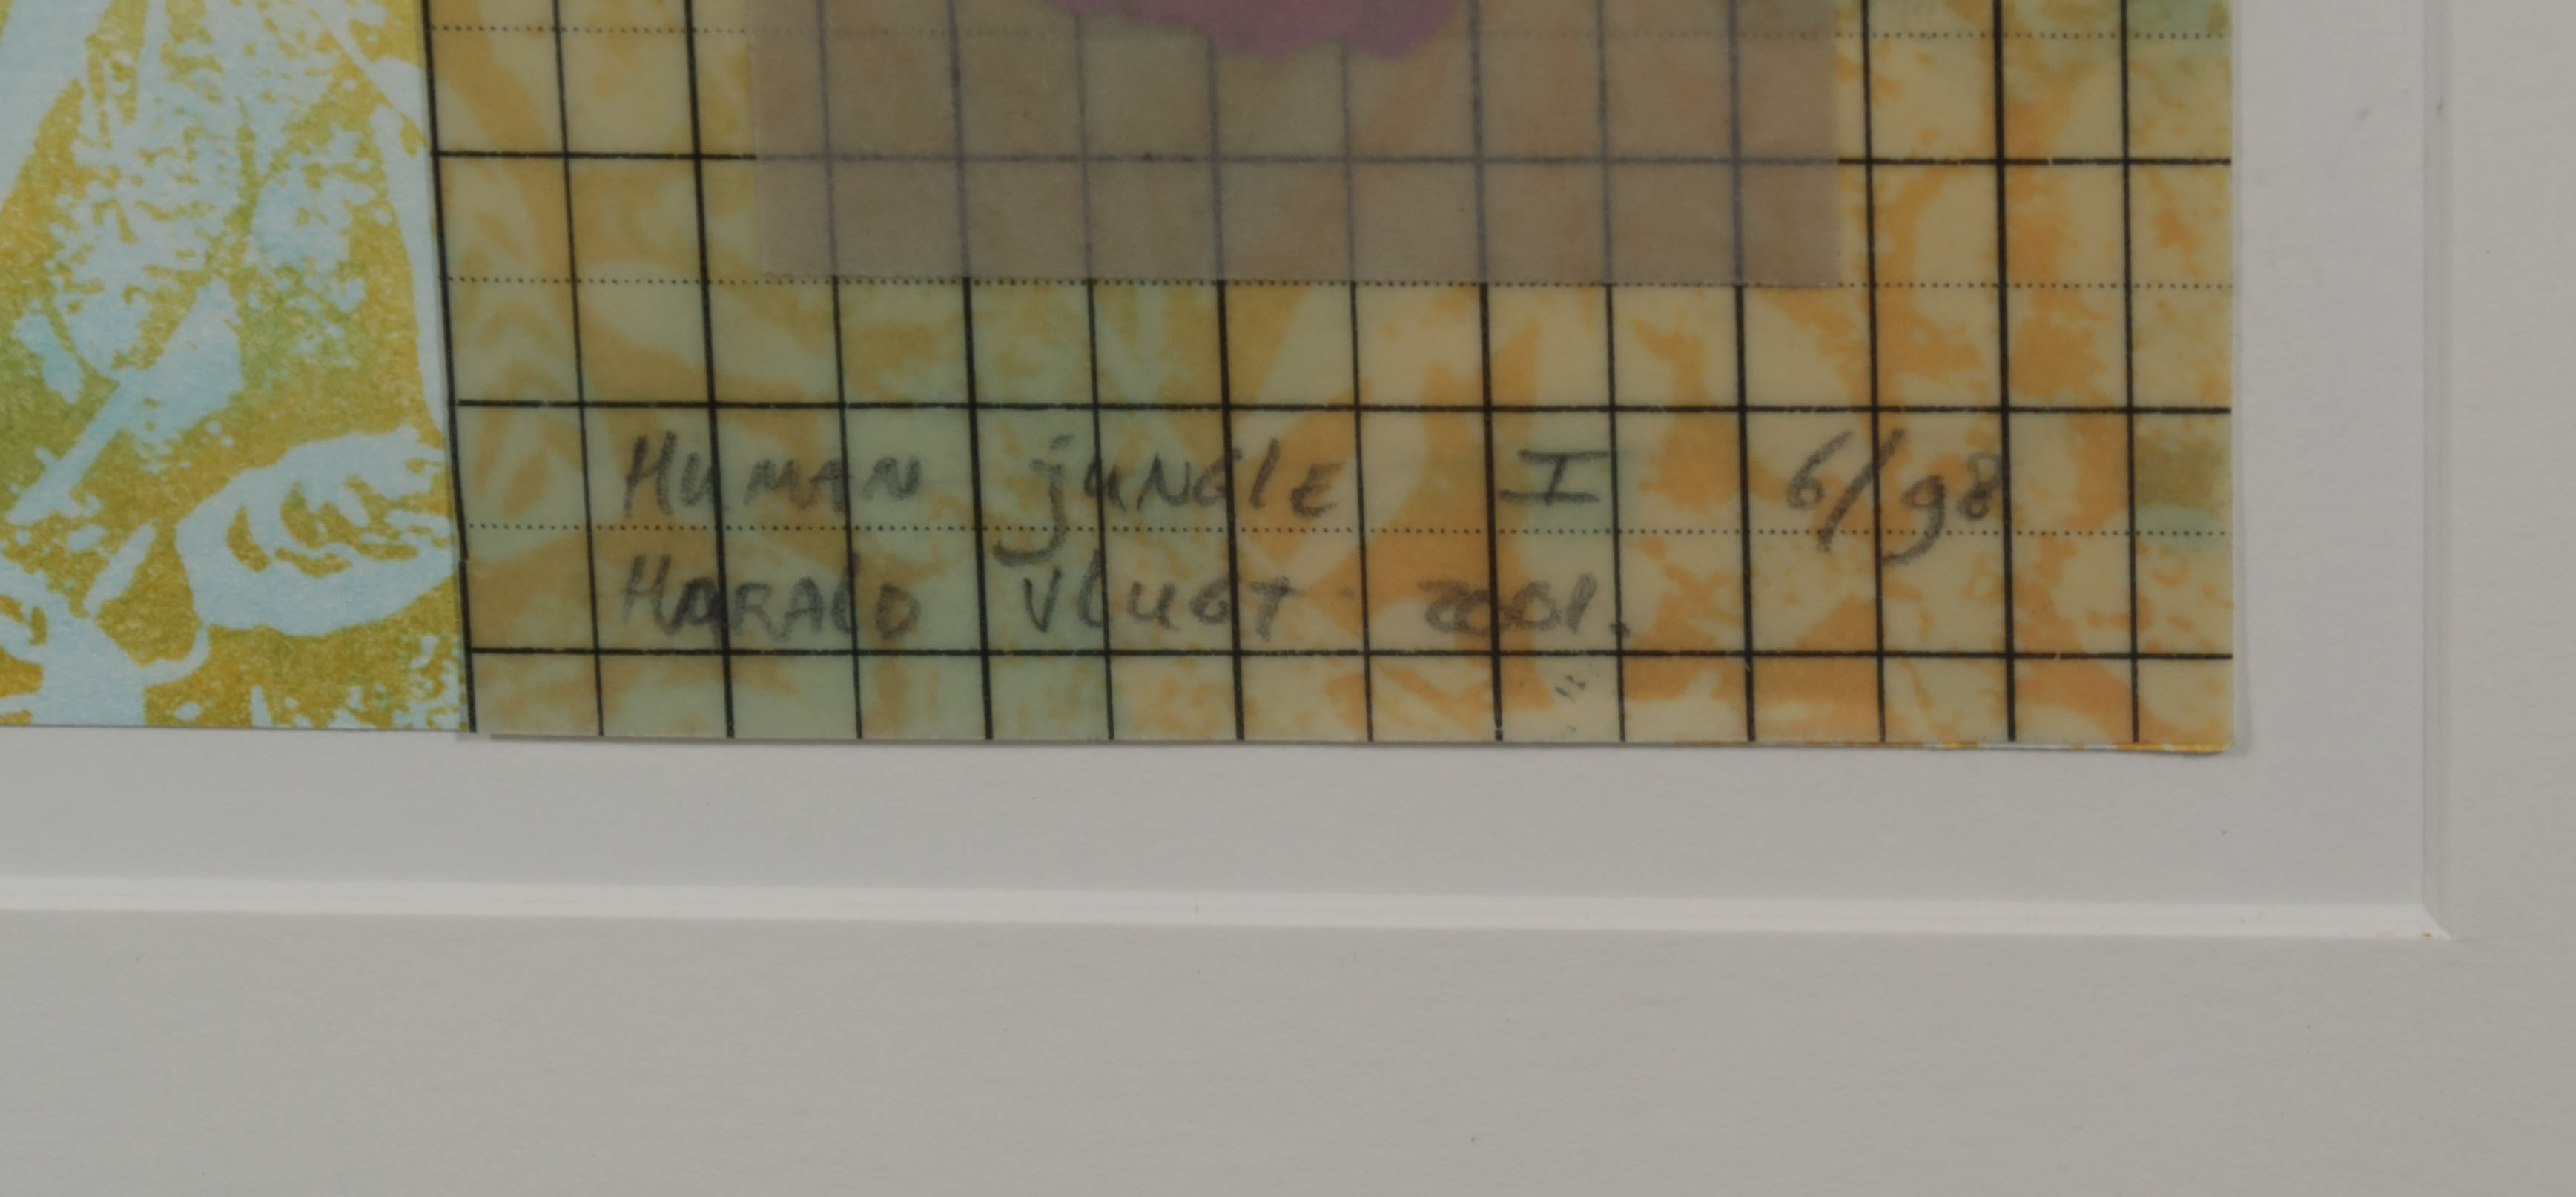 Human jungle I 6/98
Harald Vlugt 2001.